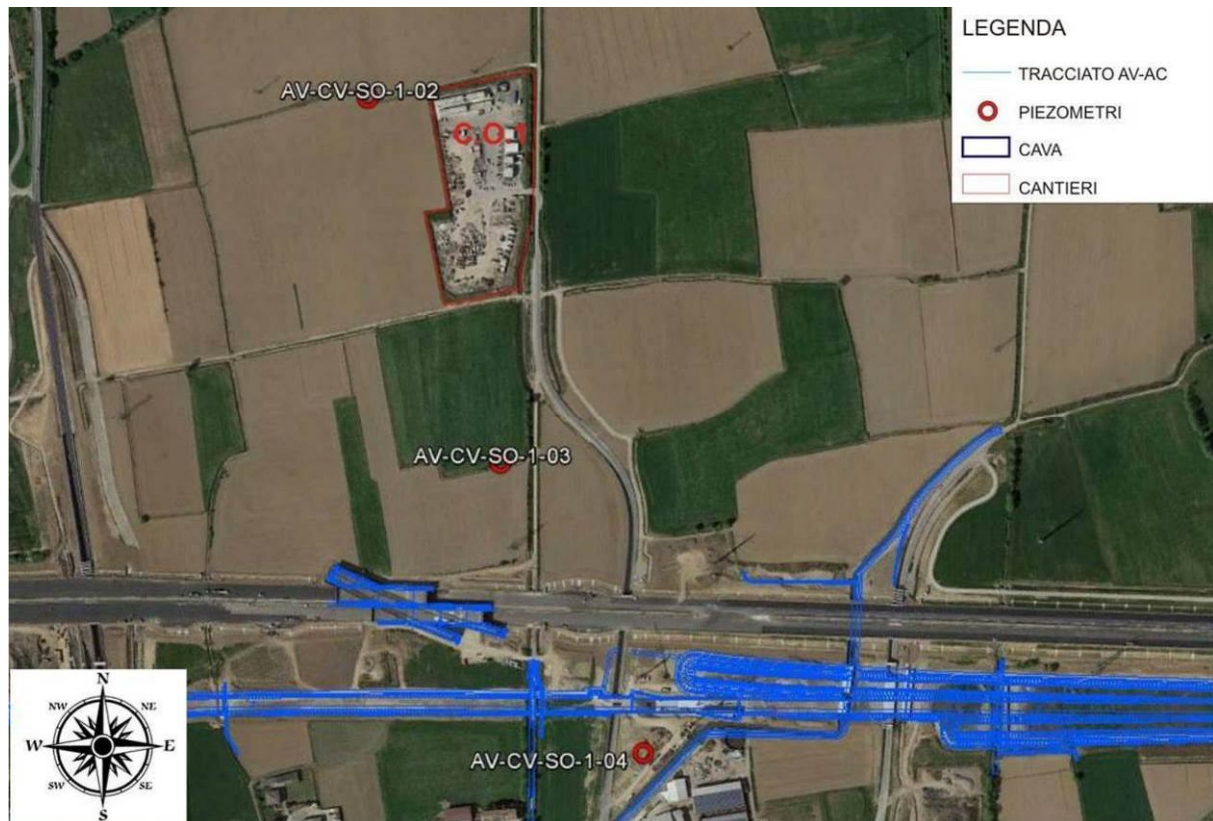 LEGENDA
TRACCIATO AV-AC
PIEZOMETRI
CAVA
CANTIERI
AV-CV-SO-1-02
C.O.1
AV-CV-SO-1-03
AV-CV-SO-1-04
N
NW NE
W E
SW SE
S